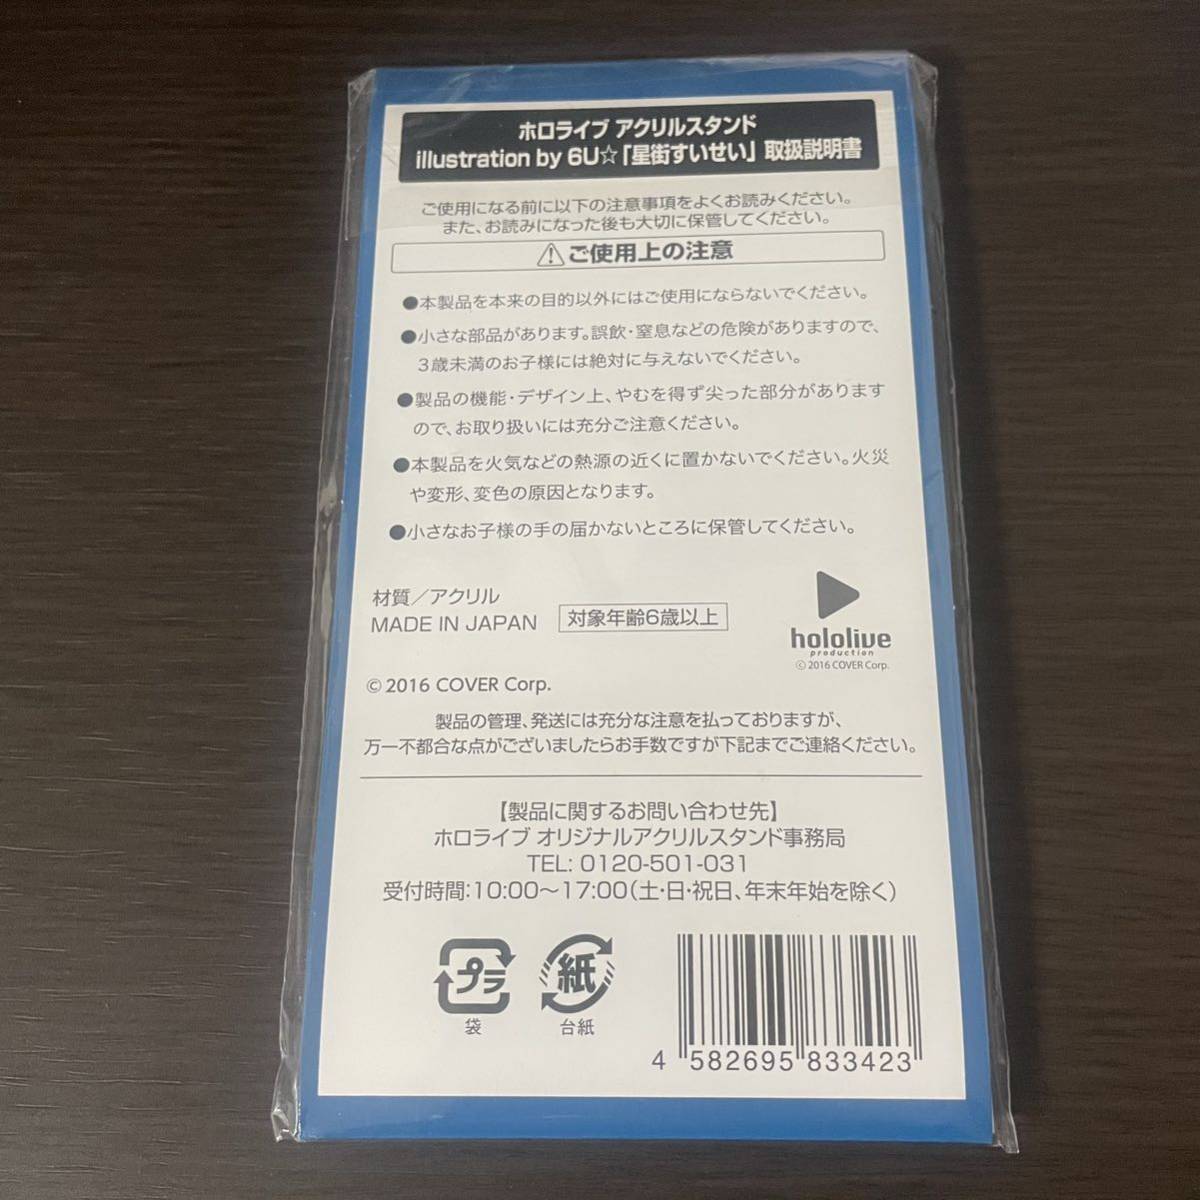 ホロライブ アクリルスタンド
illustration by 6U☆「星街すいせい」取扱説明書
ご使用になる前に以下の注意事項をよくお読みください。
また、お読みになった後も大切に保管してください。
⚠ご使用上の注意
●本製品を本来の目的以外にはご使用にならないでください。
●小さな部品があります。誤飲・窒息などの危険がありますので、
3歳未満のお子様には絶対に与えないでください。
●製品の機能・デザイン上、やむを得ず尖った部分があります
ので、お取り扱いには充分ご注意ください。
●本製品を火気などの熱源の近くに置かないでください。火災
や変形、変色の原因となります。
●小さなお子様の手の届かないところに保管してください。
材質/アクリル
MADE IN JAPAN
対象年齢6歳以上
hololive
production
© 2016 COVER Corp.
© 2016 COVER Corp.
製品の管理、発送には充分な注意を払っておりますが、
万一不都合な点がございましたらお手数ですが下記までご連絡ください。
【製品に関するお問い合わせ先】
ホロライブ オリジナルアクリルスタンド事務局
TEL: 0120-501-031
受付時間:10:00〜17:00(土・日・祝日、年末年始を除く)
プラ
袋
紙
台紙
4 582695 833423